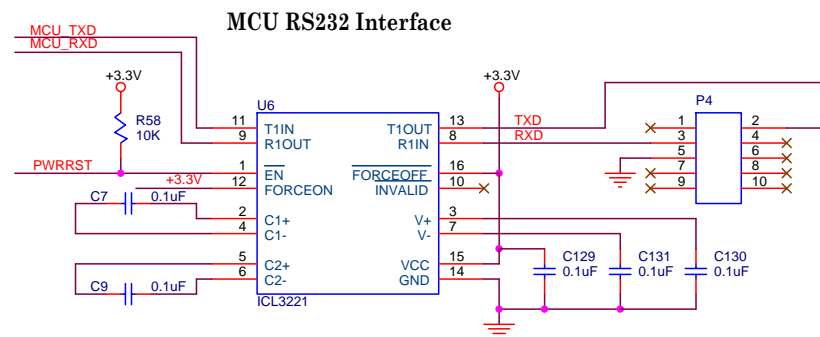 MCU RS232 Interface
MCU_TXD
MCU_RXD
+3.3V
+3.3V
R58
10K
U6
P4
11 T1IN T1OUT 13 TXD
9 R1OUT R1IN 8 RXD
1 2
3 4
5 6
7 8
9 10
PWRRST 1 EN FORCEOFF 16
+3.3V 12 FORCEON INVALID 10
C7 0.1uF
2 C1+ V+ 3
4 C1- V- 7
5 C2+ VCC 15
6 C2- GND 14
C9 0.1uF
ICL3221
C129
0.1uF
C131
0.1uF
C130
0.1uF